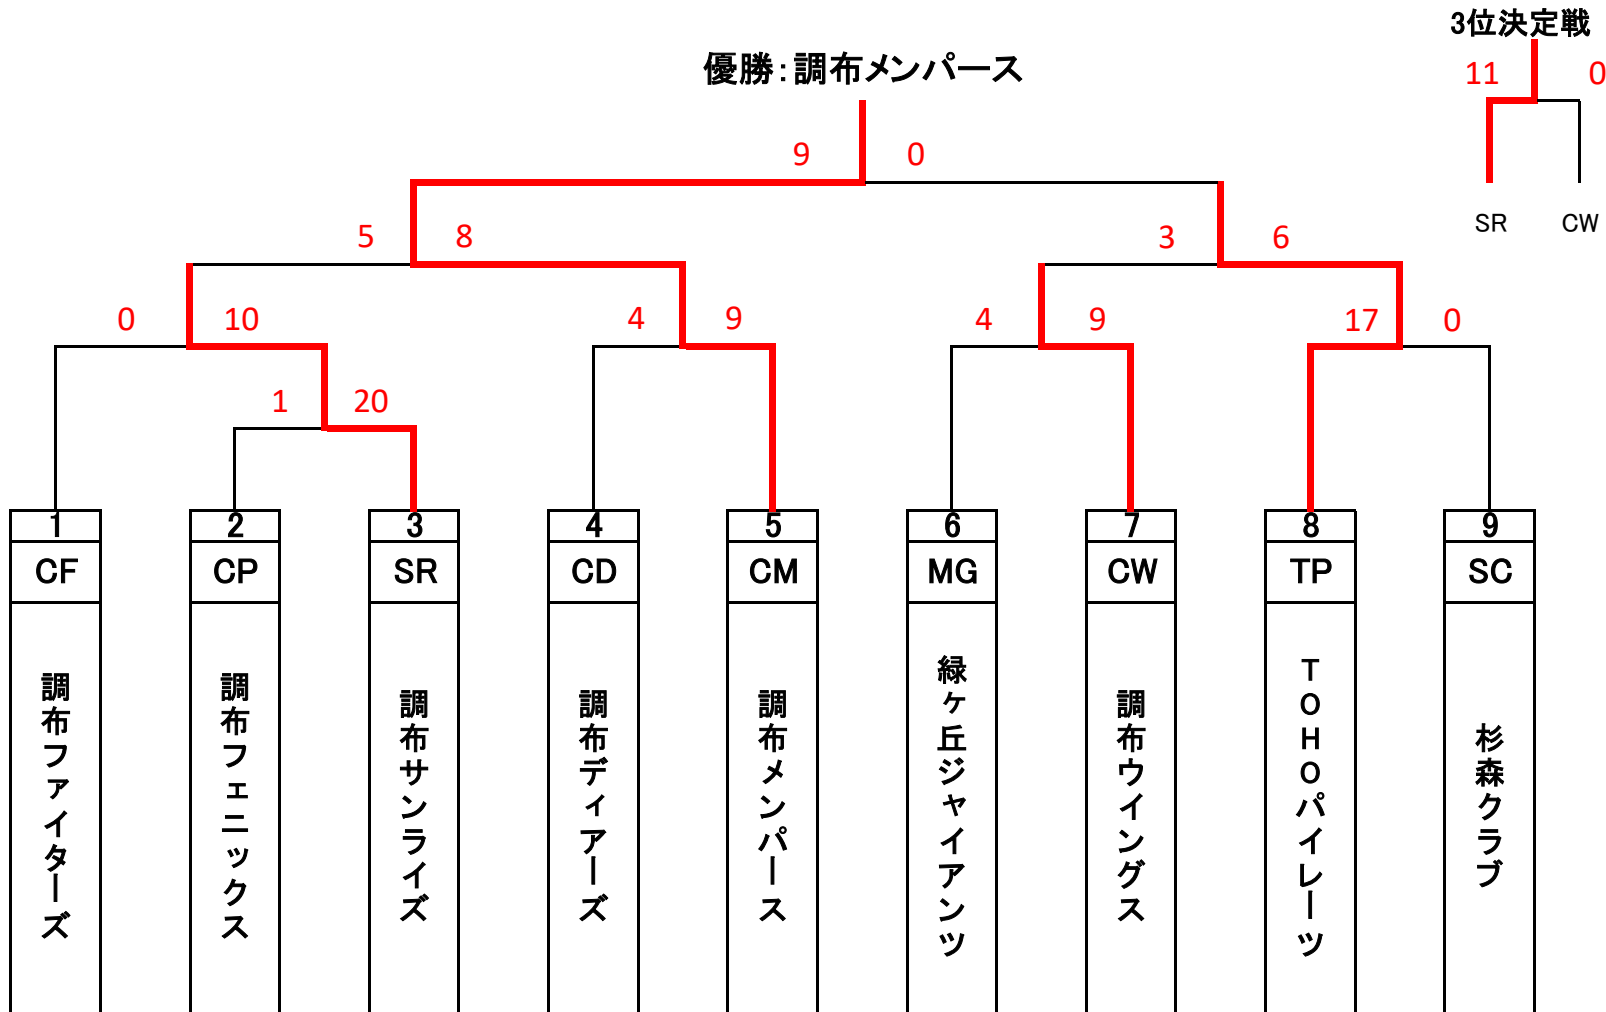 3位決定戦
優勝：調布メンパース
11 0
9 0
SR CW
5 8 3 6
0 10 4 9 4 9 17 0
1 20
1 2 3 4 5 6 7 8 9
CF CP SR CD CM MG CW TP SC
調布ファイターズ
調布フェニックス
調布サンライズ
調布ディアーズ
調布メンパース
緑ヶ丘ジャイアンツ
調布ウイングス
TOHOパイレーツ
杉森クラブ